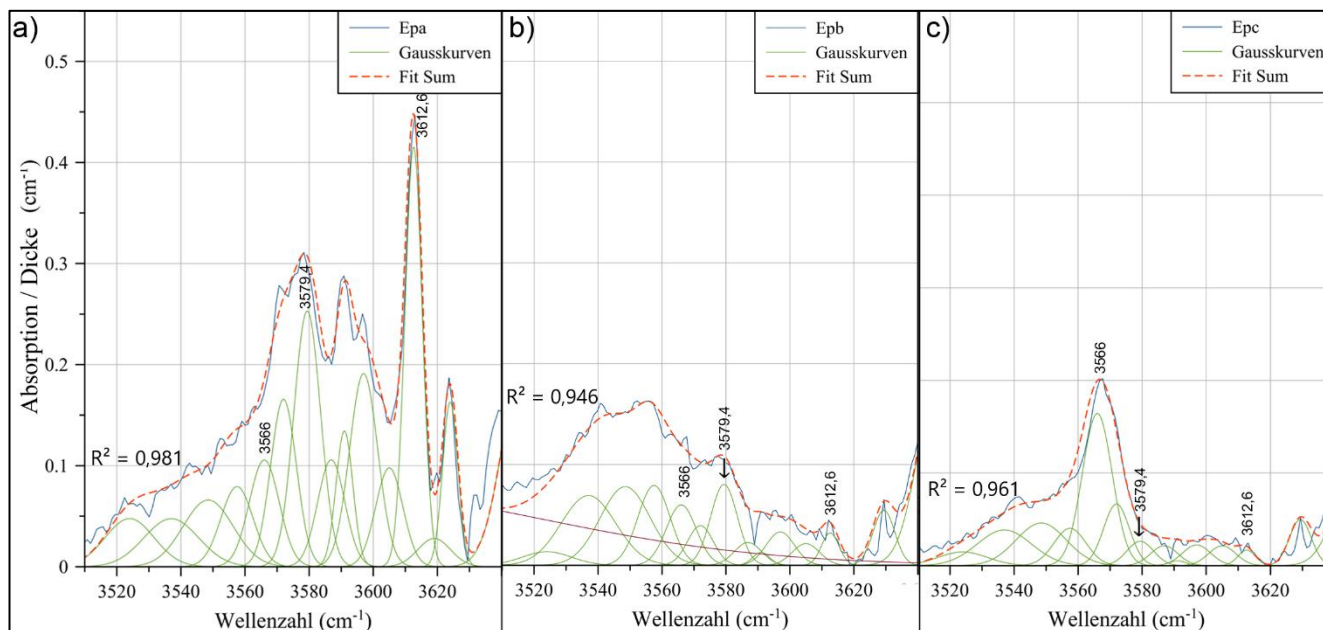 a)
Epa
Gausskurven
Fit Sum
Absorption / Dicke (cm⁻¹)
0.5
0.4
0.3
0.2
0.1
0
R² = 0,981
3566
3579,4
3612,6
3520 3540 3560 3580 3600 3620
Wellenzahl (cm⁻¹)
b)
Epb
Gausskurven
Fit Sum
R² = 0,946
3566
3579,4
3612,6
3520 3540 3560 3580 3600 3620
Wellenzahl (cm⁻¹)
c)
Epc
Gausskurven
Fit Sum
R² = 0,961
3566
3579,4
3612,6
3520 3540 3560 3580 3600 3620
Wellenzahl (cm⁻¹)